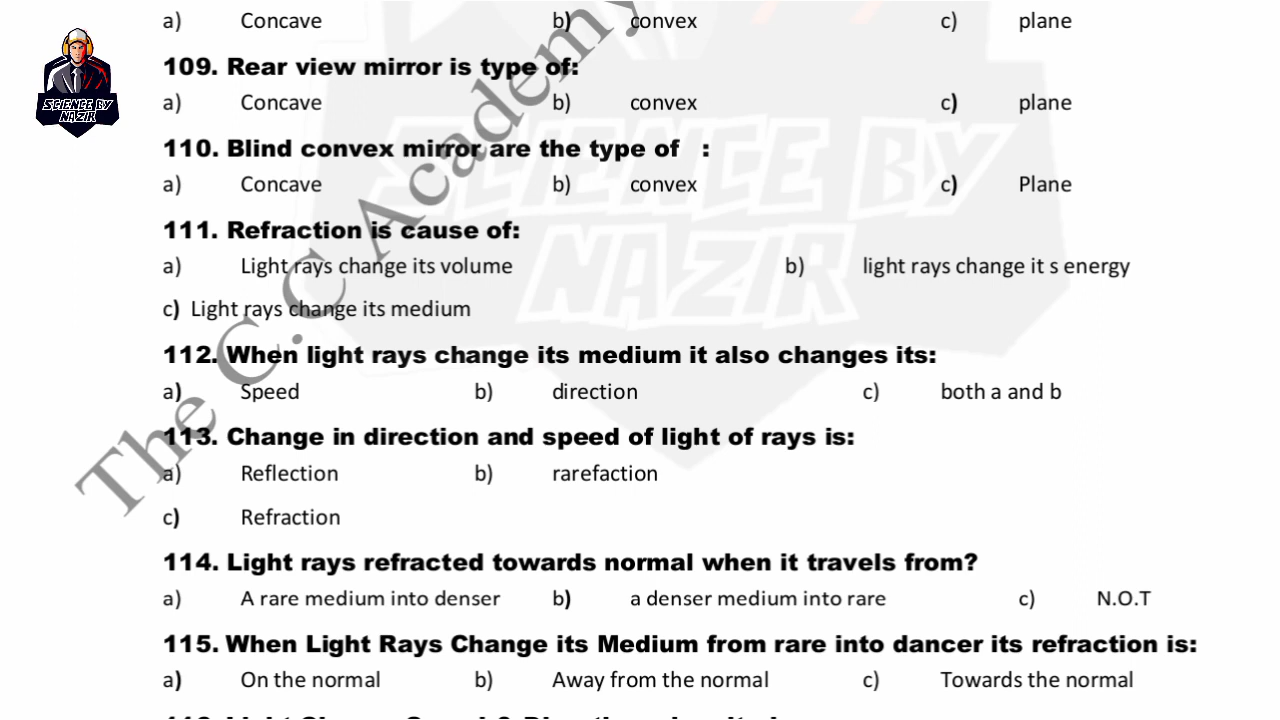 a) Concave b) convex c) plane
109. Rear view mirror is type of:
a) Concave b) convex c) plane
110. Blind convex mirror are the type of :
a) Concave b) convex c) Plane
111. Refraction is cause of:
a) Light rays change its volume b) light rays change it s energy
c) Light rays change its medium
112. When light rays change its medium it also changes its:
a) Speed b) direction c) both a and b
113. Change in direction and speed of light of rays is:
a) Reflection b) rarefaction
c) Refraction
114. Light rays refracted towards normal when it travels from?
a) A rare medium into denser b) a denser medium into rare c) N.O.T
115. When Light Rays Change its Medium from rare into dancer its refraction is:
a) On the normal b) Away from the normal c) Towards the normal
SCIENCE BY
NAZIR
The C.C Academy
SCIENCE BY
NAZIR